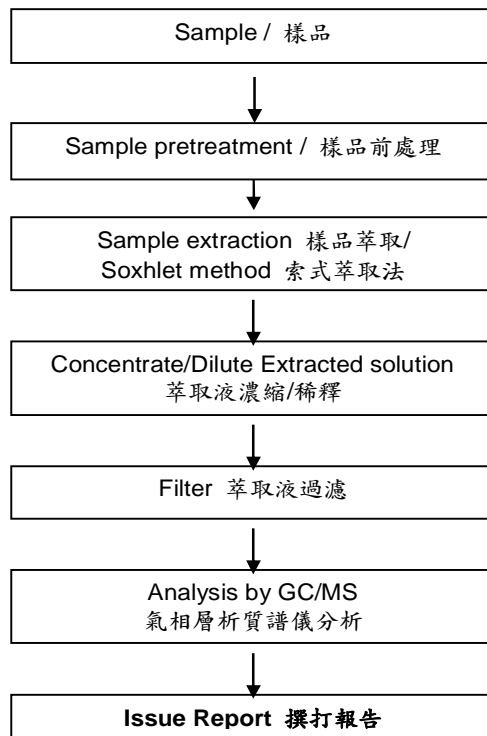 Sample / 樣品
Sample pretreatment / 樣品前處理
Sample extraction 樣品萃取/
Soxhlet method 索式萃取法
Concentrate/Dilute Extracted solution
萃取液濃縮/稀釋
Filter 萃取液過濾
Analysis by GC/MS
氣相層析質譜儀分析
Issue Report 撰打報告